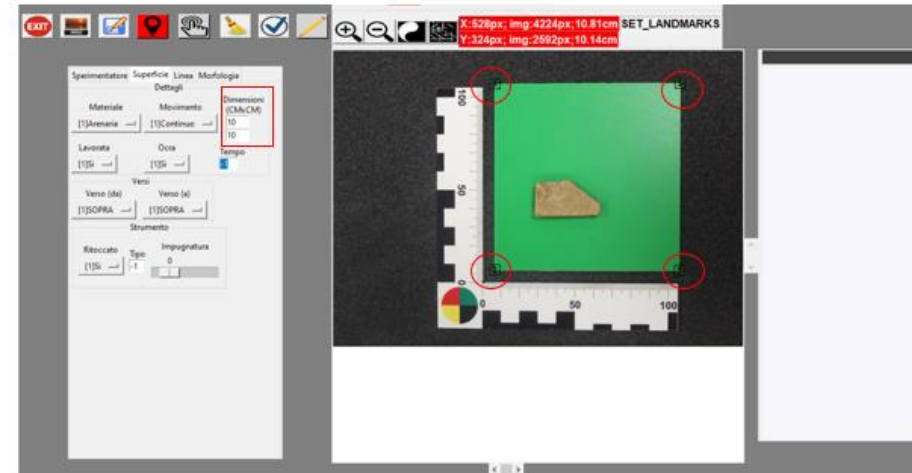 EXIT
X:528px; img:4224px;10.81cm
Y:324px; img:2592px;10.14cm
SET_LANDMARKS
Sperimentatore Superficie Linea Morfologia
Dettagli
Materiale Movimento Dimensioni
(CMxCM)
[1]Arenaria [1]Continuo 10
10
Lavorata Ocra Tempo
[1]Si [1]Si -1
Versi
Verso (da) Verso (a)
[1]SOPRA [1]SOPRA
Strumento
Ritoccato Tipo Impugnatura
[1]Si -1 0
100
50
0
0 50 100